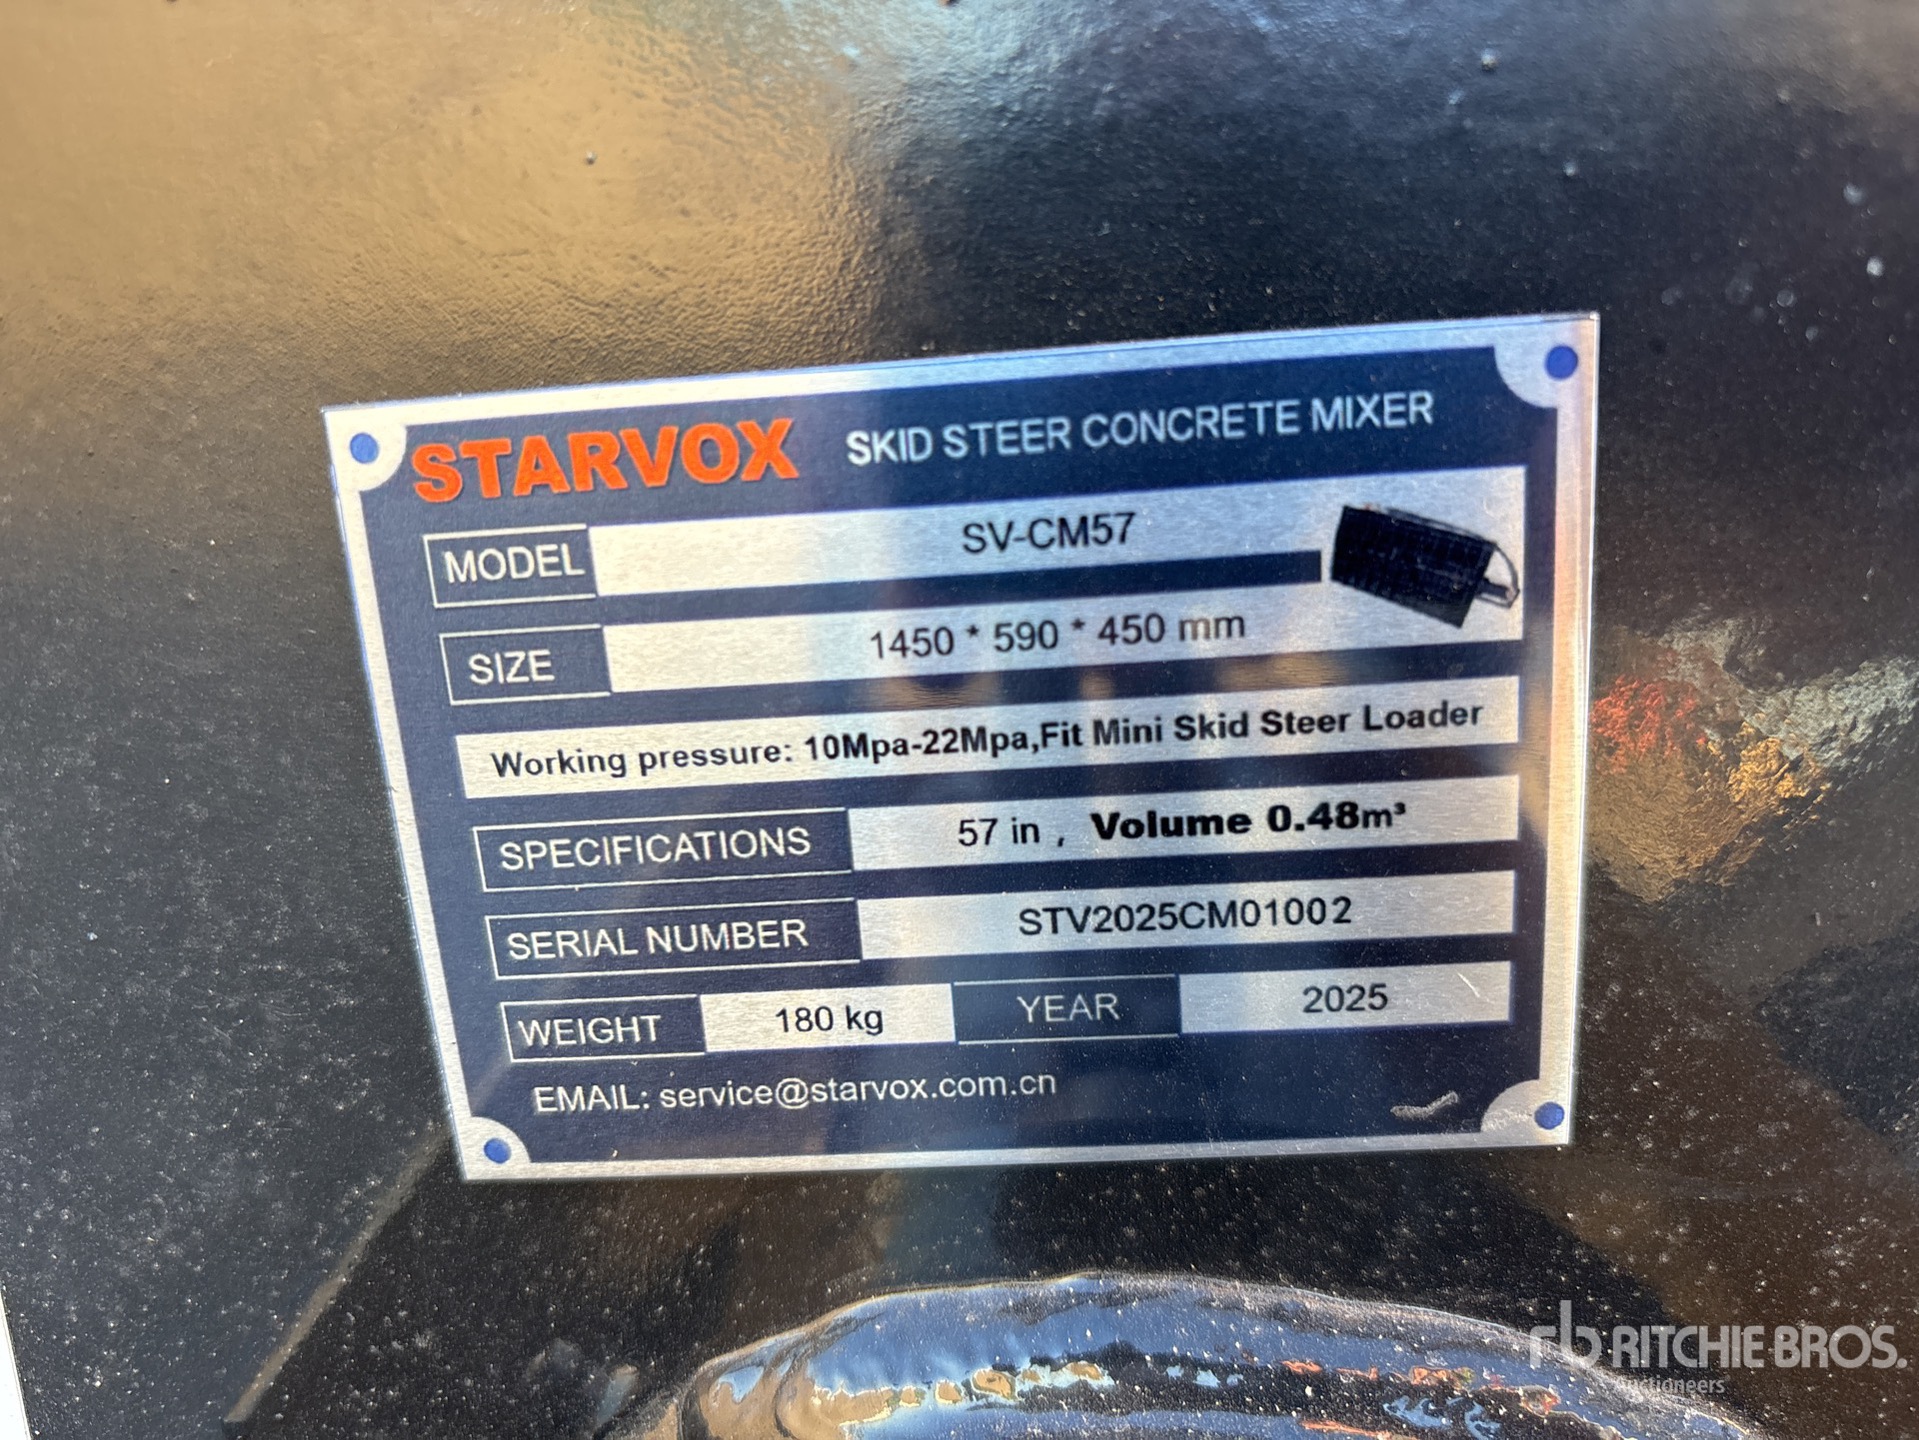 STARVOX SKID STEER CONCRETE MIXER
MODEL SV-CM57
SIZE 1450 * 590 * 450 mm
Working pressure: 10Mpa-22Mpa,Fit Mini Skid Steer Loader
SPECIFICATIONS 57 in , Volume 0.48m³
SERIAL NUMBER STV2025CM01002
WEIGHT 180 kg YEAR 2025
EMAIL: service@starvox.com.cn
rb RITCHIE BROS.
Auctioneers